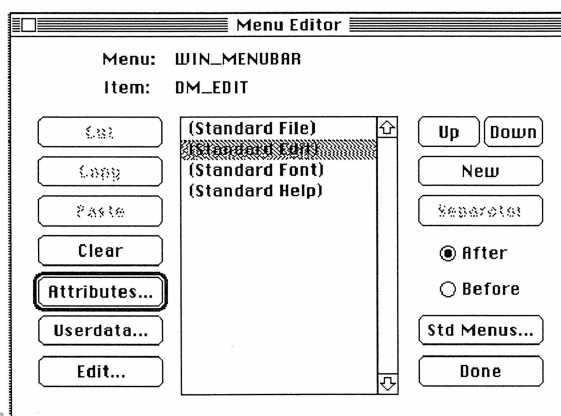 Menu Editor
Menu: WIN_MENUBAR
Item: DM_EDIT
Cut
Copy
Paste
Clear
Attributes...
Userdata...
Edit...
(Standard File)
(Standard Edit)
(Standard Font)
(Standard Help)
Up
Down
New
Separator
After
Before
Std Menus...
Done